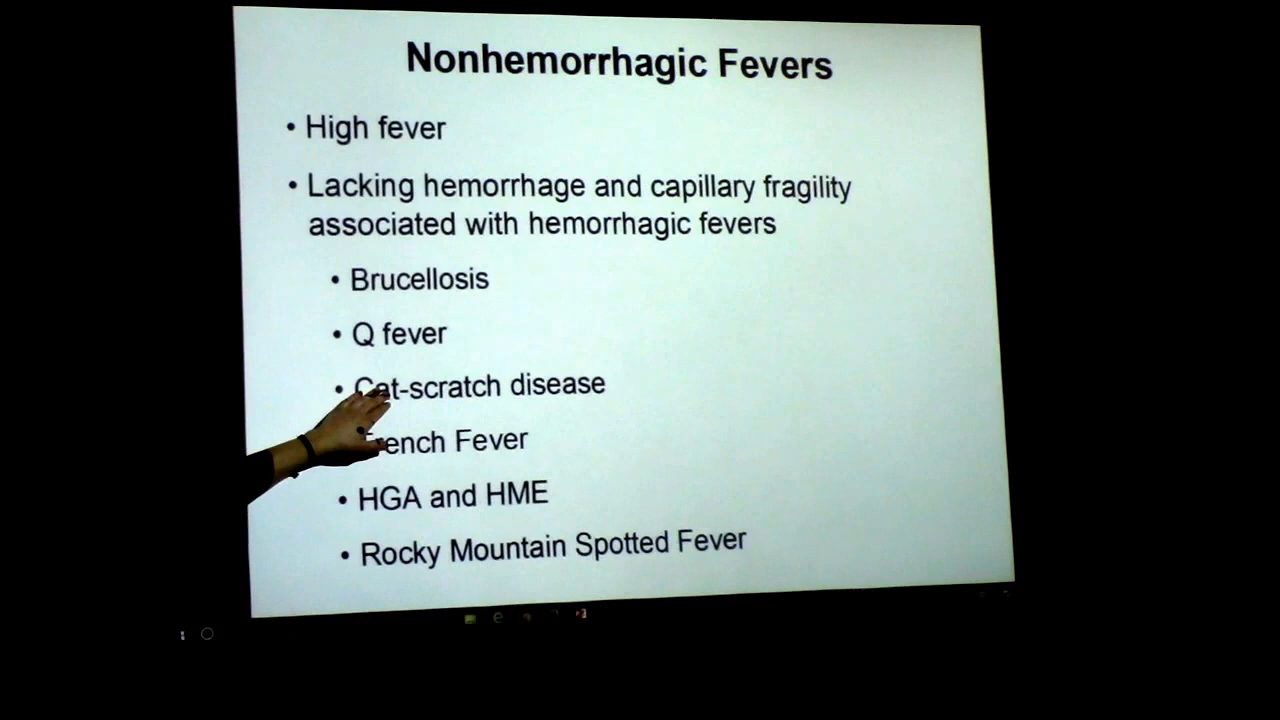 Nonhemorrhagic Fevers
• High fever
• Lacking hemorrhage and capillary fragility
associated with hemorrhagic fevers
• Brucellosis
• Q fever
• Cat-scratch disease
Fever
• HGA and HME
• Rocky Mountain Spotted Fever